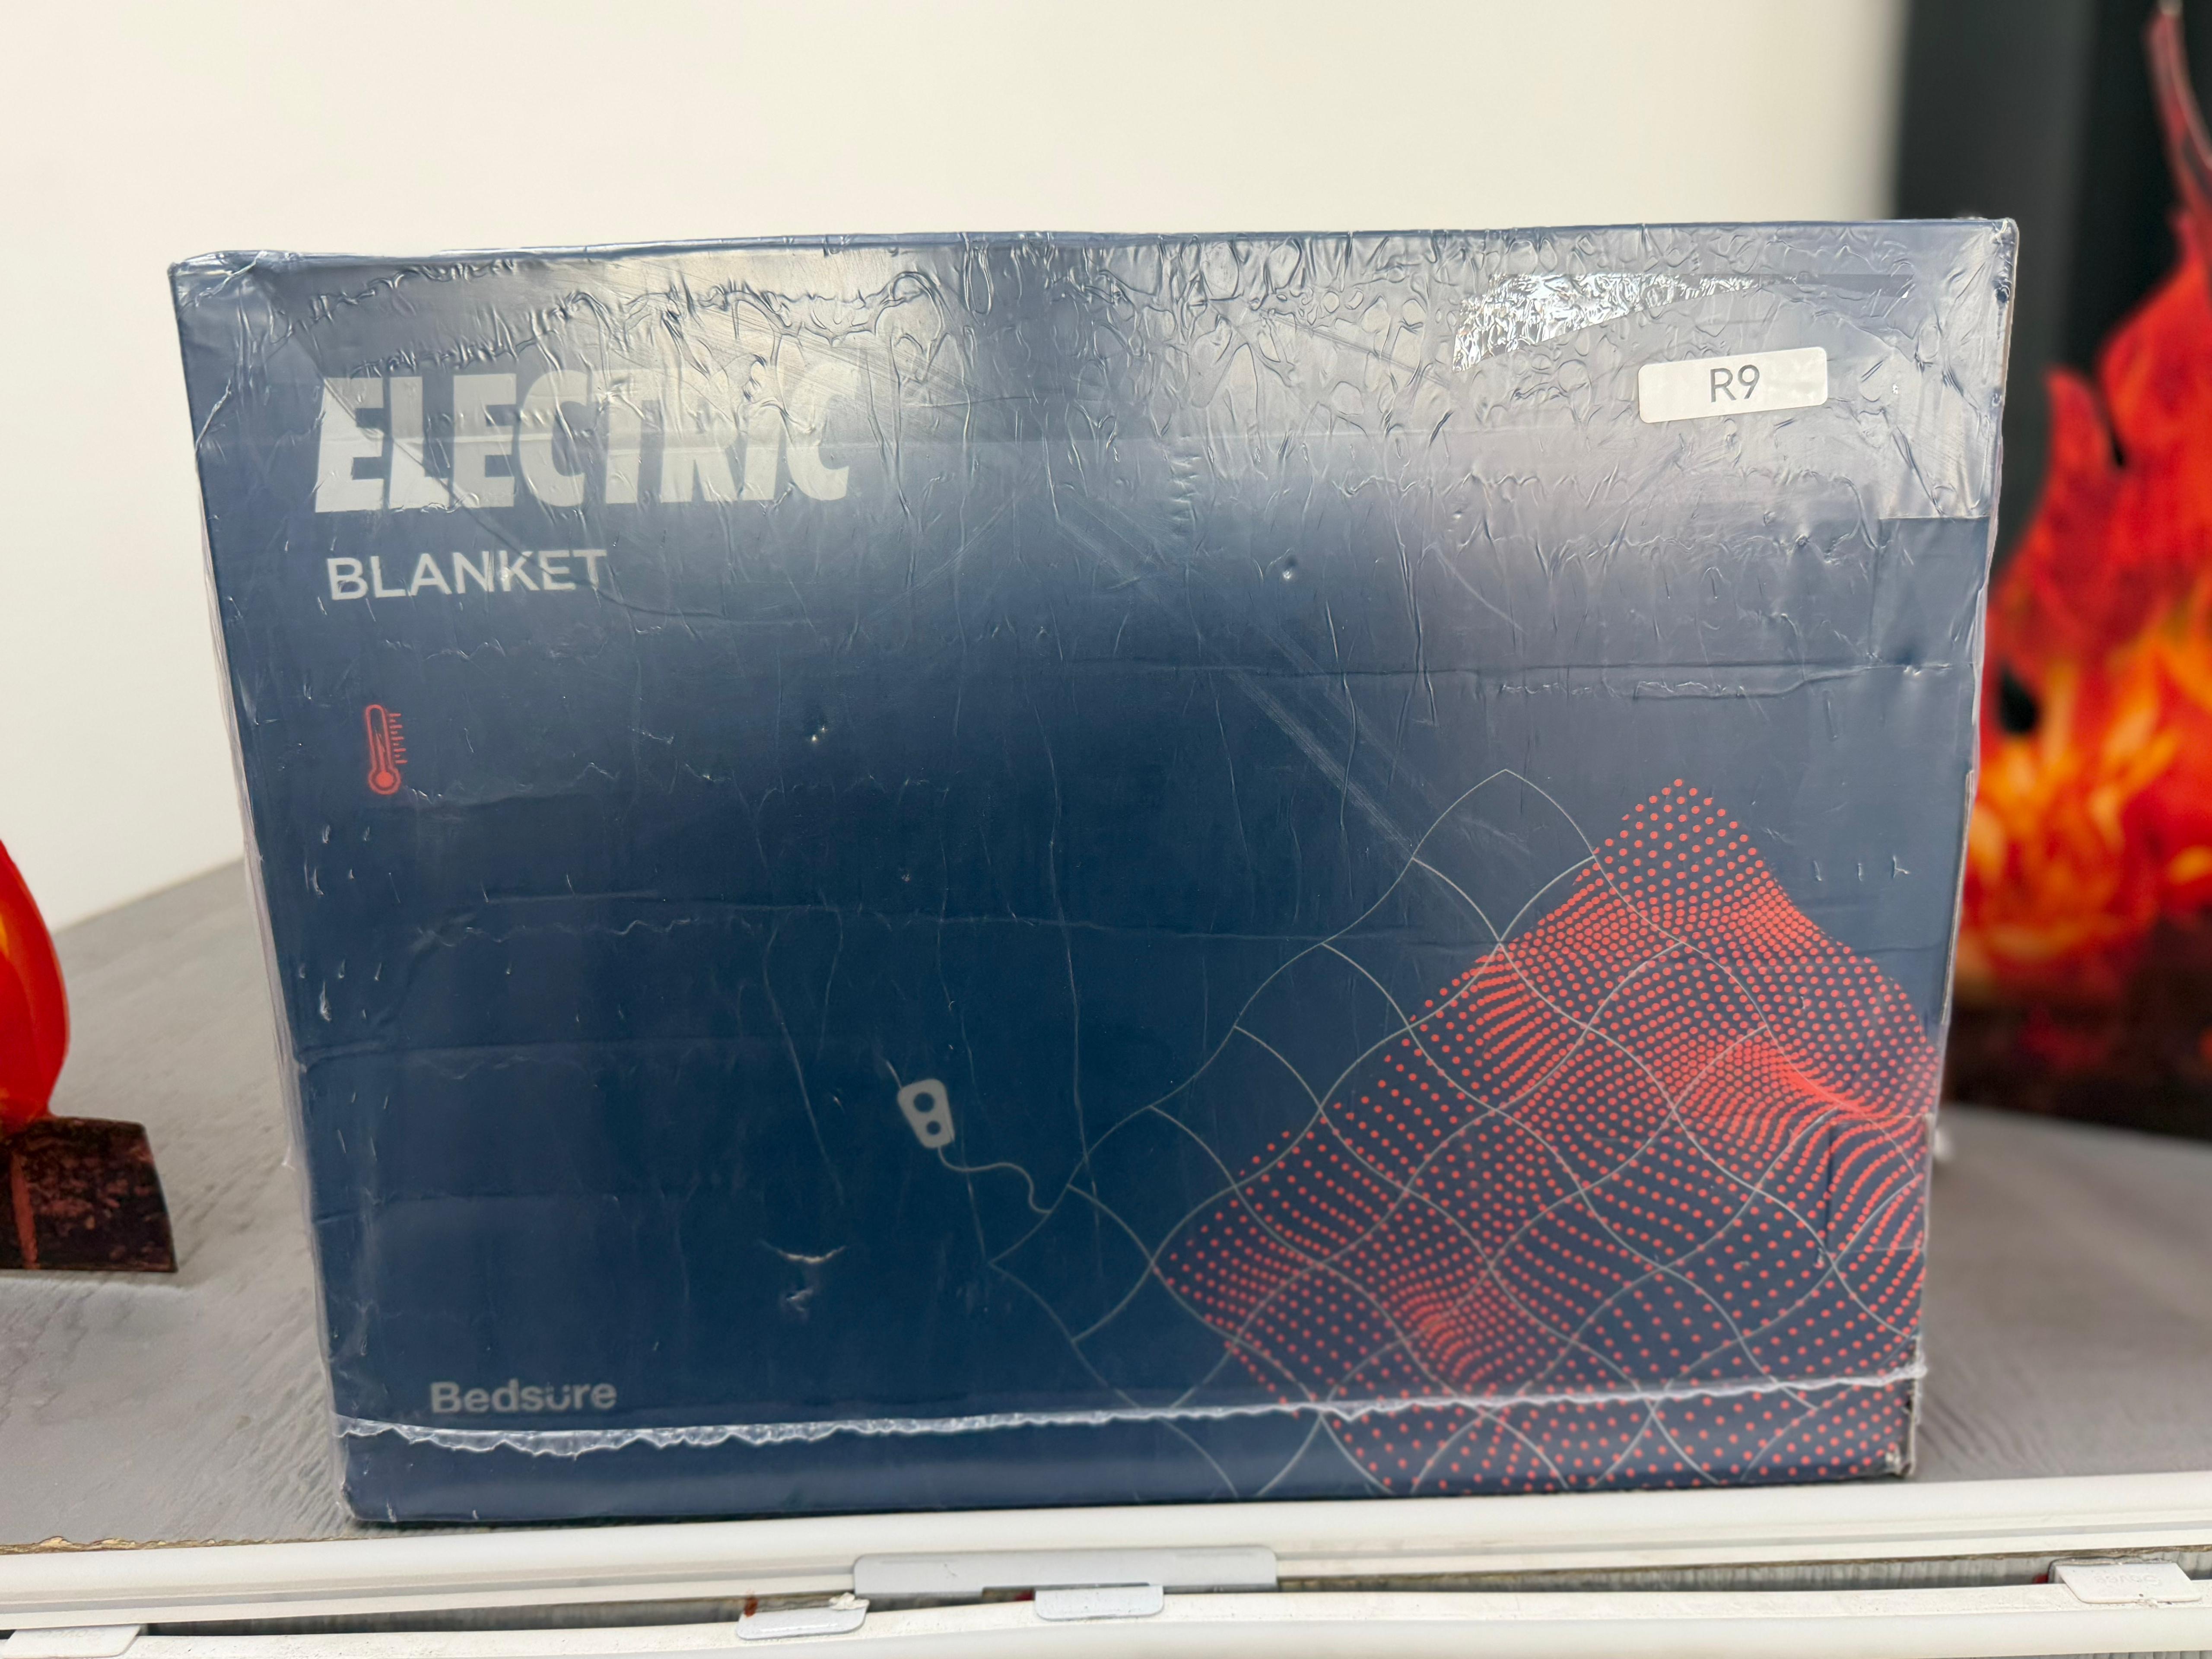 ELECTRIC
R9
BLANKET
Bedsure